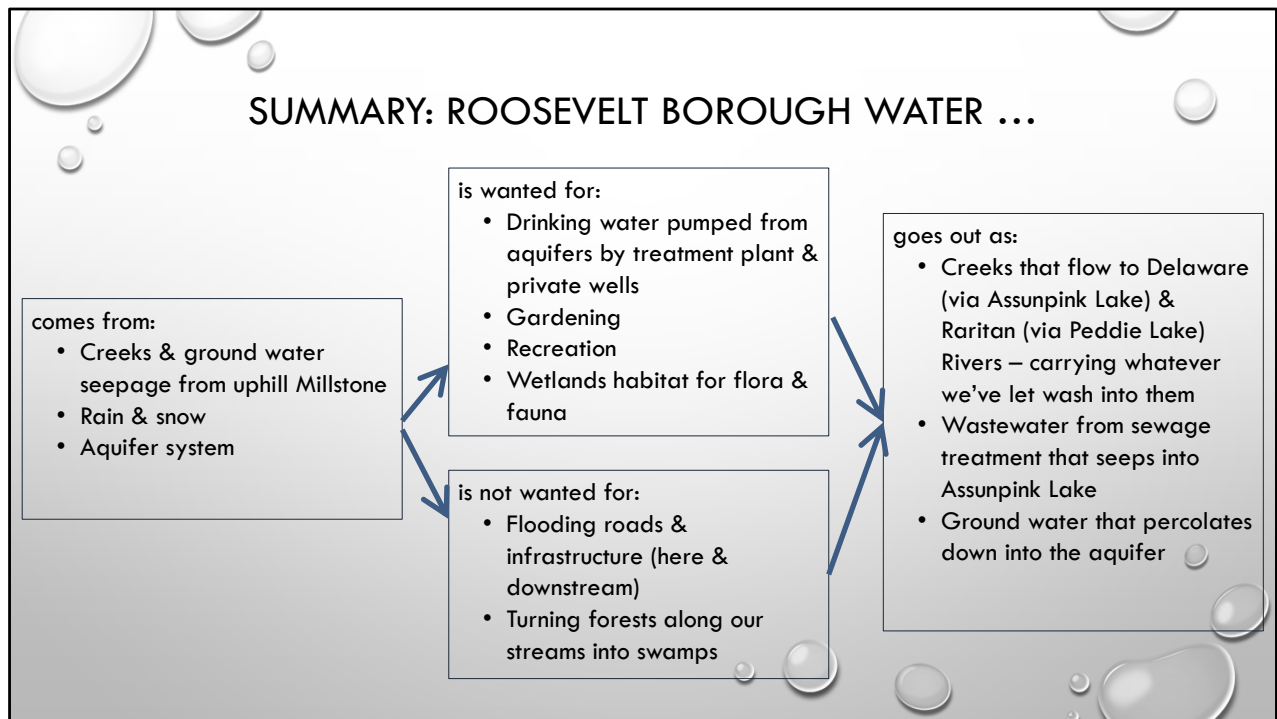 SUMMARY: ROOSEVELT BOROUGH WATER …
comes from:
• Creeks & ground water
seepage from uphill Millstone
• Rain & snow
• Aquifer system
is wanted for:
• Drinking water pumped from
aquifers by treatment plant &
private wells
• Gardening
• Recreation
• Wetlands habitat for flora &
fauna
is not wanted for:
• Flooding roads &
infrastructure (here &
downstream)
• Turning forests along our
streams into swamps
goes out as:
• Creeks that flow to Delaware
(via Assunpink Lake) &
Raritan (via Peddie Lake)
Rivers – carrying whatever
we’ve let wash into them
• Wastewater from sewage
treatment that seeps into
Assunpink Lake
• Ground water that percolates
down into the aquifer